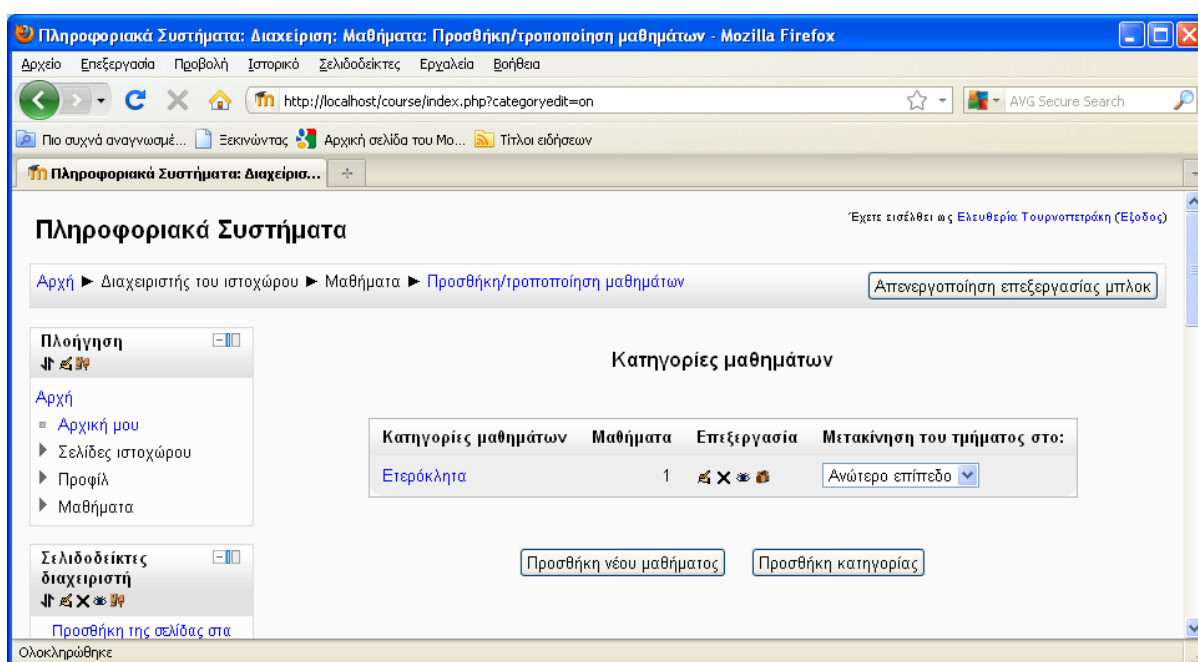 Πληροφοριακά Συστήματα: Διαχείριση: Μαθήματα: Προσθήκη/τροποποίηση μαθημάτων - Mozilla Firefox
Αρχείο Επεξεργασία Προβολή Ιστορικό Σελιδοδείκτες Εργαλεία Βοήθεια
http://localhost/course/index.php?categoryedit=on AVG Secure Search
Πιο συχνά αναγνωσμέ... Ξεκινώντας Αρχική σελίδα του Mo... Τίτλοι ειδήσεων
Πληροφοριακά Συστήματα: Διαχείρισ...
Έχετε εισέλθει ως Ελευθερία Τουρνοπετράκη (Έξοδος)
Πληροφοριακά Συστήματα
Αρχή ► Διαχειριστής του ιστοχώρου ► Μαθήματα ► Προσθήκη/τροποποίηση μαθημάτων
Απενεργοποίηση επεξεργασίας μπλοκ
Πλοήγηση
Αρχή
Αρχική μου
Σελίδες ιστοχώρου
Προφίλ
Μαθήματα
Σελιδοδείκτες
διαχειριστή
Προσθήκη της σελίδας στα
Κατηγορίες μαθημάτων
Κατηγορίες μαθημάτων Μαθήματα Επεξεργασία Μετακίνηση του τμήματος στο:
Ετερόκλητα 1 Ανώτερο επίπεδο
Προσθήκη νέου μαθήματος Προσθήκη κατηγορίας
Ολοκληρώθηκε